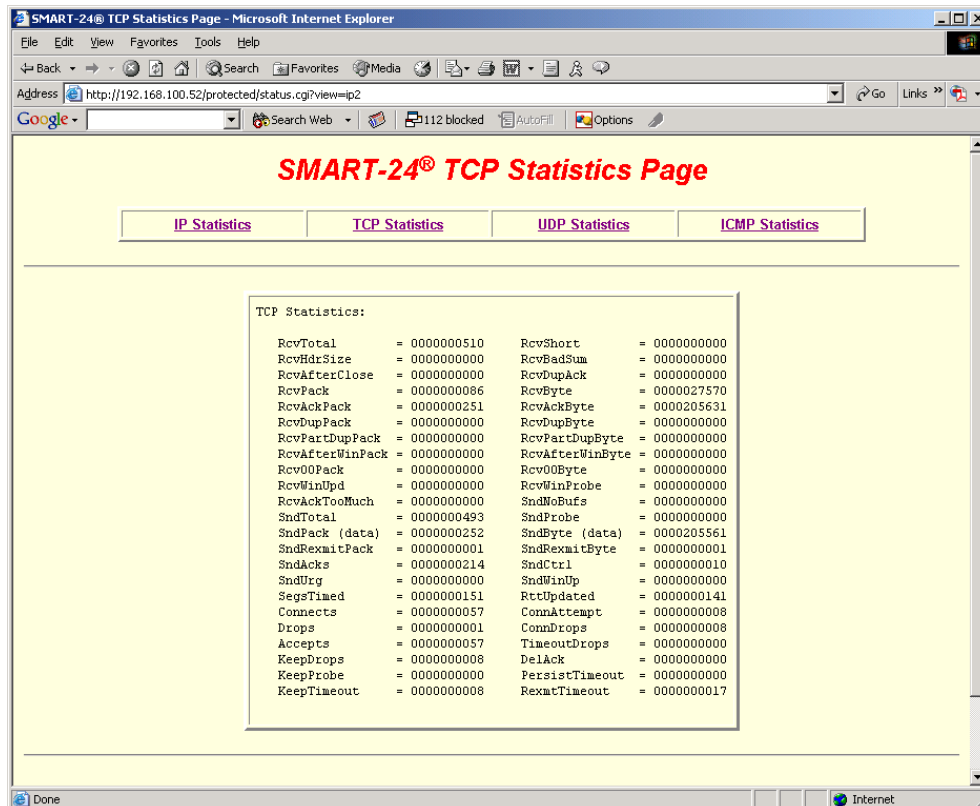 SMART-24® TCP Statistics Page - Microsoft Internet Explorer
File Edit View Favorites Tools Help
Back Search Favorites Media
Address http://192.168.100.52/protected/status.cgi?view=ip2 Go Links »
Google Search Web 112 blocked AutoFill Options
SMART-24® TCP Statistics Page
IP Statistics TCP Statistics UDP Statistics ICMP Statistics
TCP Statistics:
RcvTotal = 0000000510 RcvShort = 0000000000
RcvHdrSize = 0000000000 RcvBadSum = 0000000000
RcvAfterClose = 0000000000 RcvDupAck = 0000000000
RcvPack = 0000000086 RcvByte = 0000027570
RcvAckPack = 0000000251 RcvAckByte = 0000205631
RcvDupPack = 0000000000 RcvDupByte = 0000000000
RcvPartDupPack = 0000000000 RcvPartDupByte = 0000000000
RcvAfterWinPack = 0000000000 RcvAfterWinByte = 0000000000
RcvOOPack = 0000000000 RcvOOByte = 0000000000
RcvWinUpd = 0000000000 RcvWinProbe = 0000000000
RcvAckTooMuch = 0000000000 SndNoBufs = 0000000000
SndTotal = 0000000493 SndProbe = 0000000000
SndPack (data) = 0000000252 SndByte (data) = 0000205561
SndRexmitPack = 0000000001 SndRexmitByte = 0000000001
SndAcks = 0000000214 SndCtrl = 0000000010
SndUrg = 0000000000 SndWinUp = 0000000000
SegsTimed = 0000000151 RttUpdated = 0000000141
Connects = 0000000057 ConnAttempt = 0000000008
Drops = 0000000001 ConnDrops = 0000000008
Accepts = 0000000057 TimeoutDrops = 0000000000
KeepDrops = 0000000008 DelAck = 0000000000
KeepProbe = 0000000000 PersistTimeout = 0000000000
KeepTimeout = 0000000008 RexmtTimeout = 0000000017
Done Internet